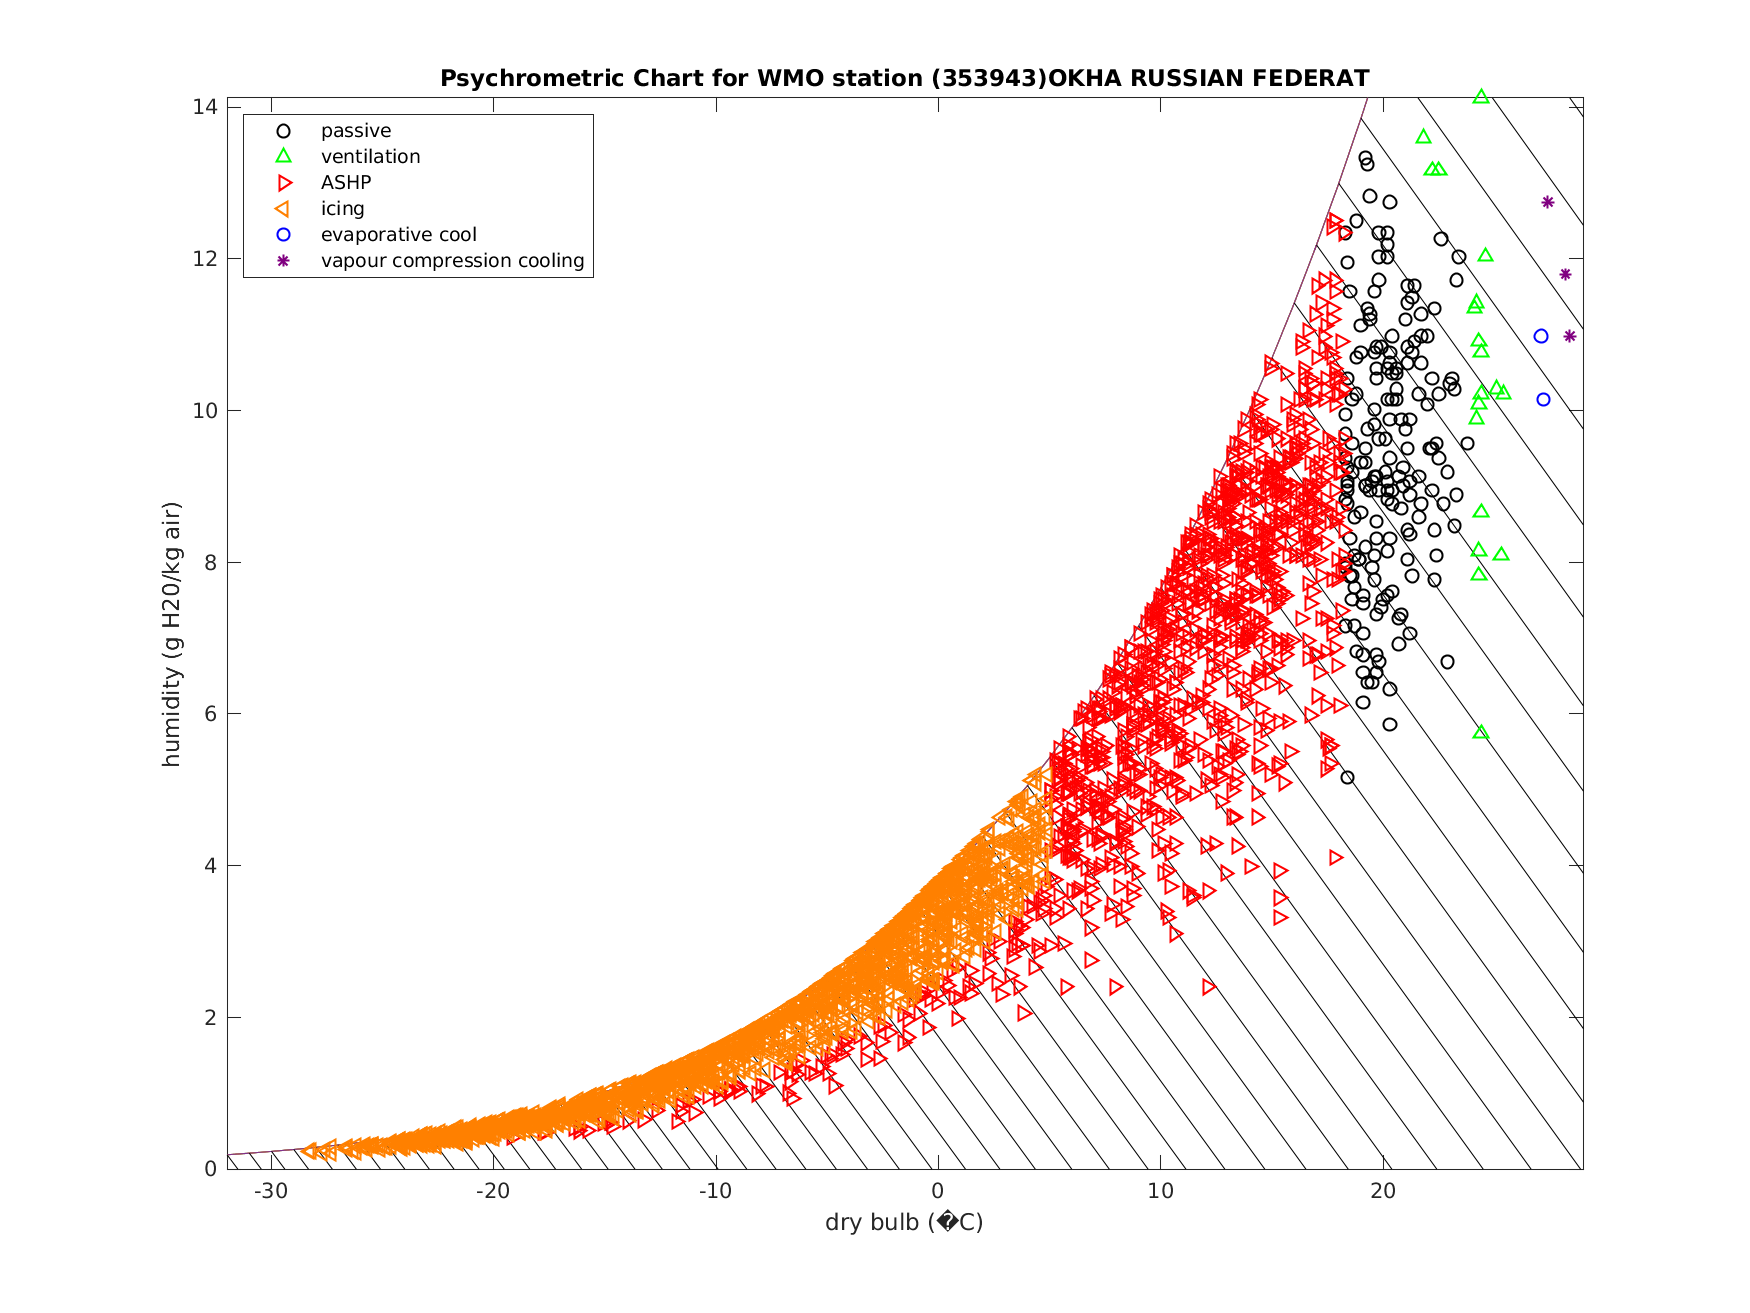 Psychrometric Chart for WMO station (353943)OKHA RUSSIAN FEDERAT
14
12
10
8
6
4
2
0
humidity (g H20/kg air)
passive
ventilation
ASHP
icing
evaporative cool
vapour compression cooling
-30
-20
-10
0
10
20
dry bulb (�C)